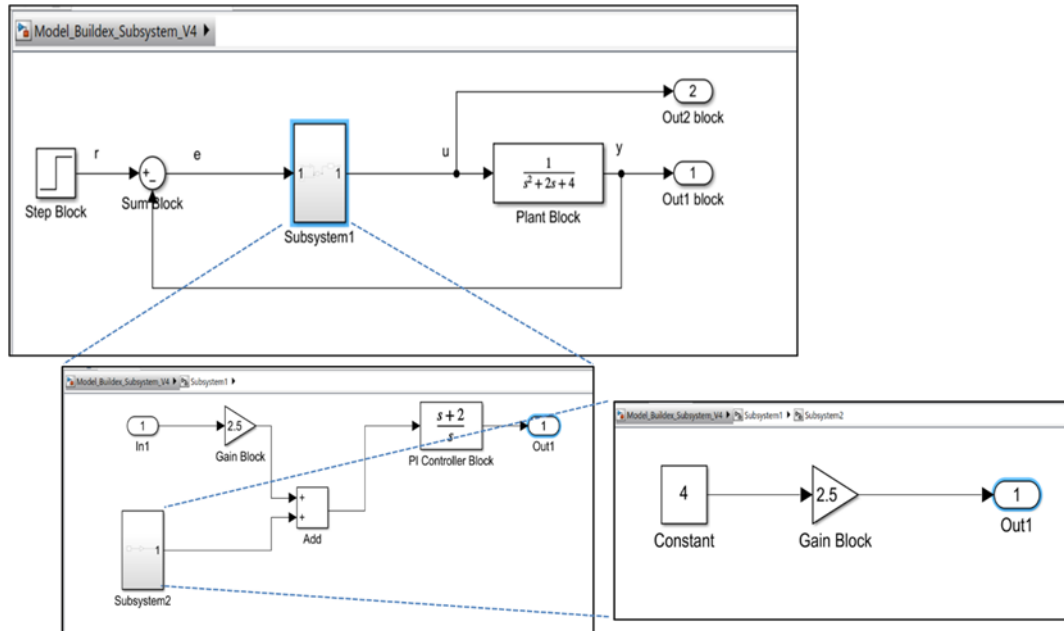 Model_Buildex_Subsystem_V4
2
Out2 block
r
e
u
y
+
-
1
1
1
s²+2s+4
1
Step Block
Sum Block
Subsystem1
Plant Block
Out1 block
Model_Buildex_Subsystem_V4 Subsystem1
1
In1
2.5
Gain Block
s+2
s
PI Controller Block
1
Out1
+
+
Add
1
Subsystem2
Model_Buildex_Subsystem_V4 Subsystem1 Subsystem2
4
Constant
2.5
Gain Block
1
Out1